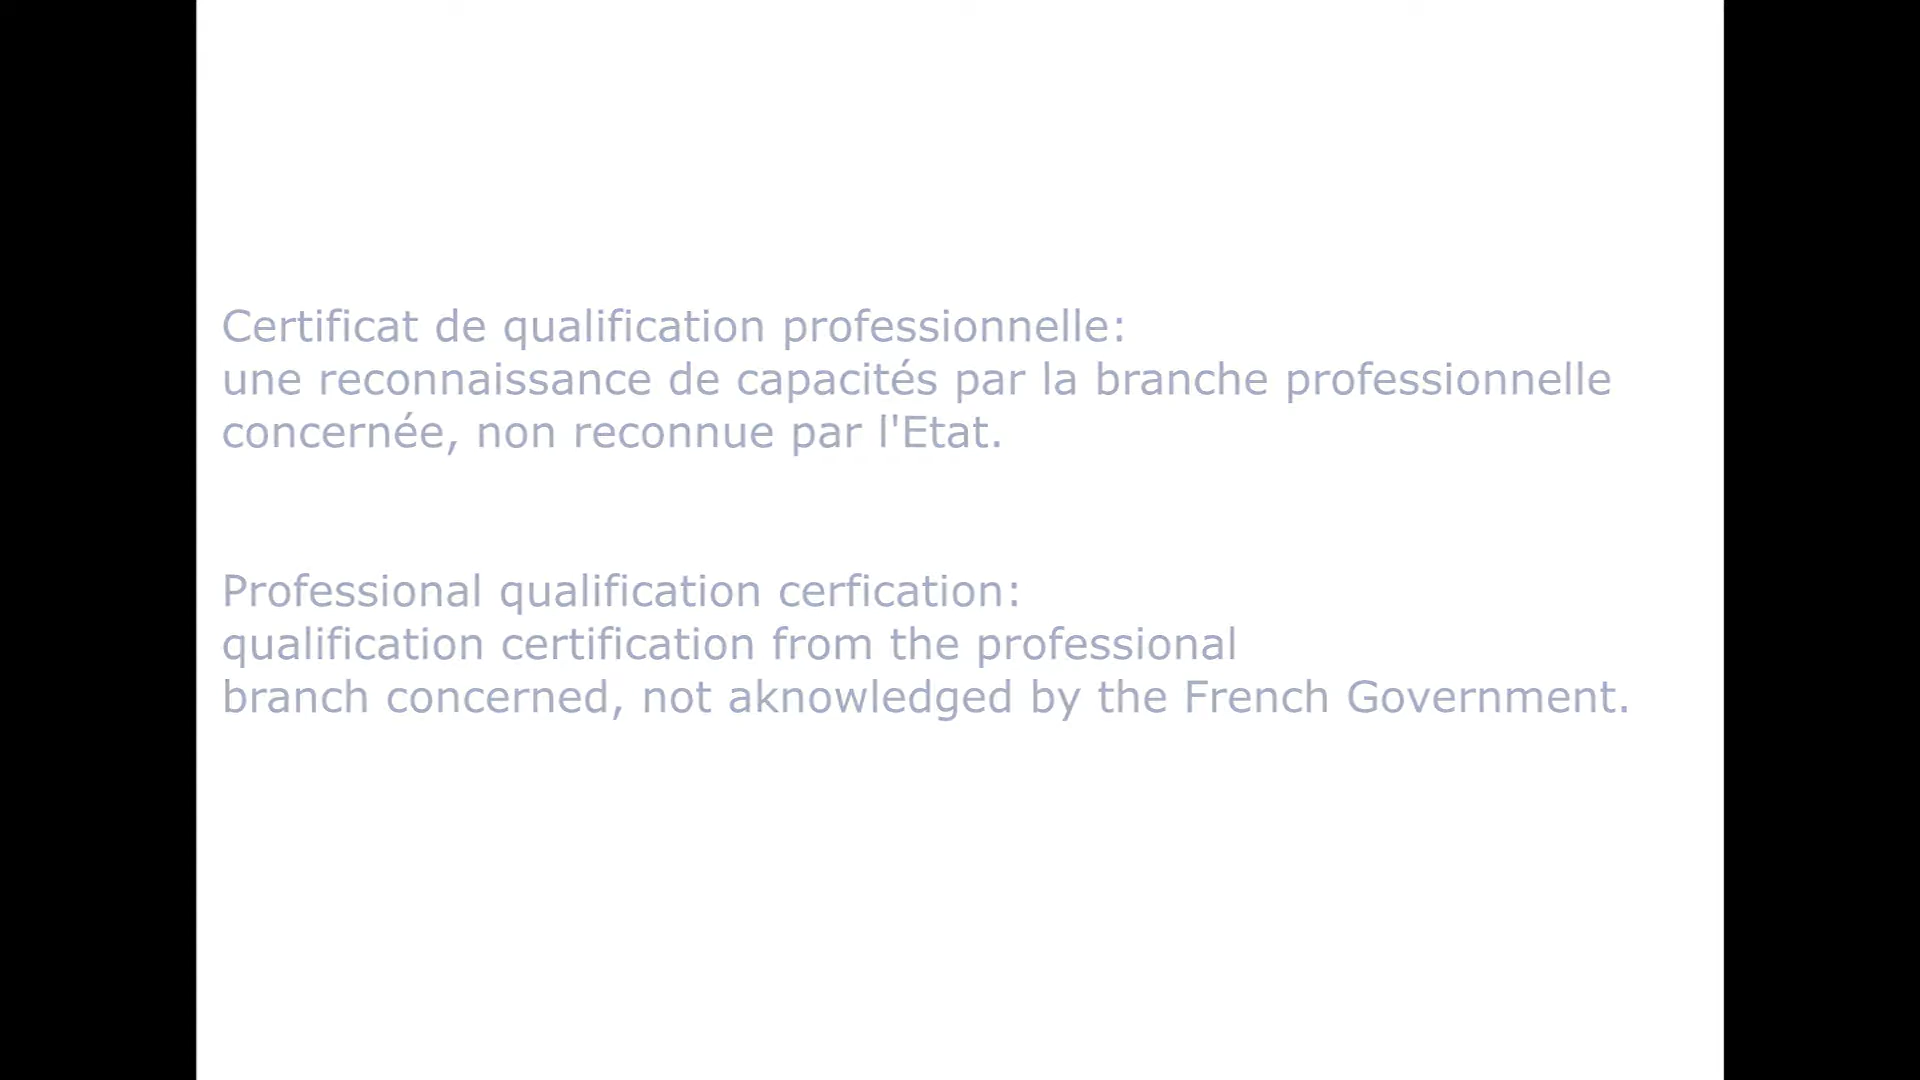 Certificat de qualification professionnelle:
une reconnaissance de capacités par la branche professionnelle
concernée, non reconnue par l'Etat.
Professional qualification cerfication:
qualification certification from the professional
branch concerned, not aknowledged by the French Government.